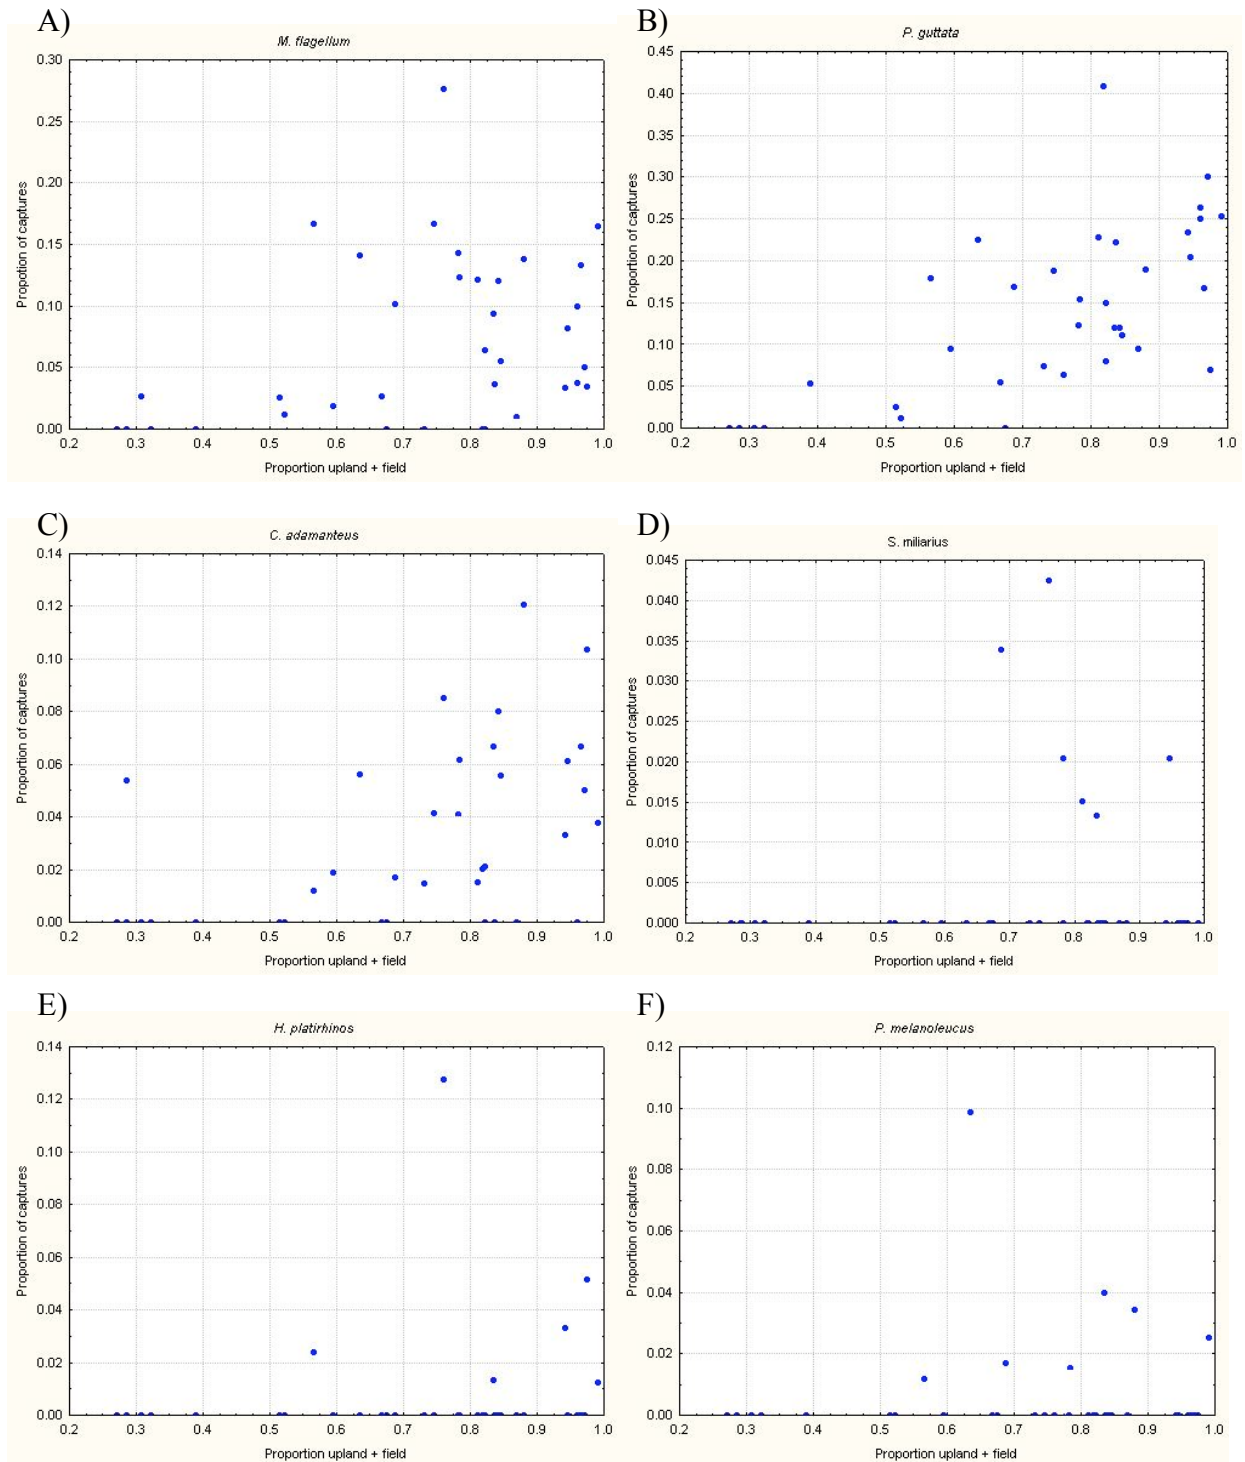 A)
M. flagellum
0.30
0.25
0.20
0.15
0.10
0.05
0.00
Propotion of captures
0.2 0.3 0.4 0.5 0.6 0.7 0.8 0.9 1.0
Proportion upland + field
B)
P. guttata
0.45
0.40
0.35
0.30
0.25
0.20
0.15
0.10
0.05
0.00
Proportion of captures
0.2 0.3 0.4 0.5 0.6 0.7 0.8 0.9 1.0
Proportion upland + field
C)
C. adamanteus
0.14
0.12
0.10
0.08
0.06
0.04
0.02
0.00
Proportion of captures
0.2 0.3 0.4 0.5 0.6 0.7 0.8 0.9 1.0
Proportion upland + field
D)
S. miliarius
0.045
0.040
0.035
0.030
0.025
0.020
0.015
0.010
0.005
0.000
Proportion of captures
0.2 0.3 0.4 0.5 0.6 0.7 0.8 0.9 1.0
Proportion upland + field
E)
H. platirhinos
0.14
0.12
0.10
0.08
0.06
0.04
0.02
0.00
Proportion of captures
0.2 0.3 0.4 0.5 0.6 0.7 0.8 0.9 1.0
Proportion upland + field
F)
P. melanoleucus
0.12
0.10
0.08
0.06
0.04
0.02
0.00
Proportion of captures
0.2 0.3 0.4 0.5 0.6 0.7 0.8 0.9 1.0
Proportion upland + field